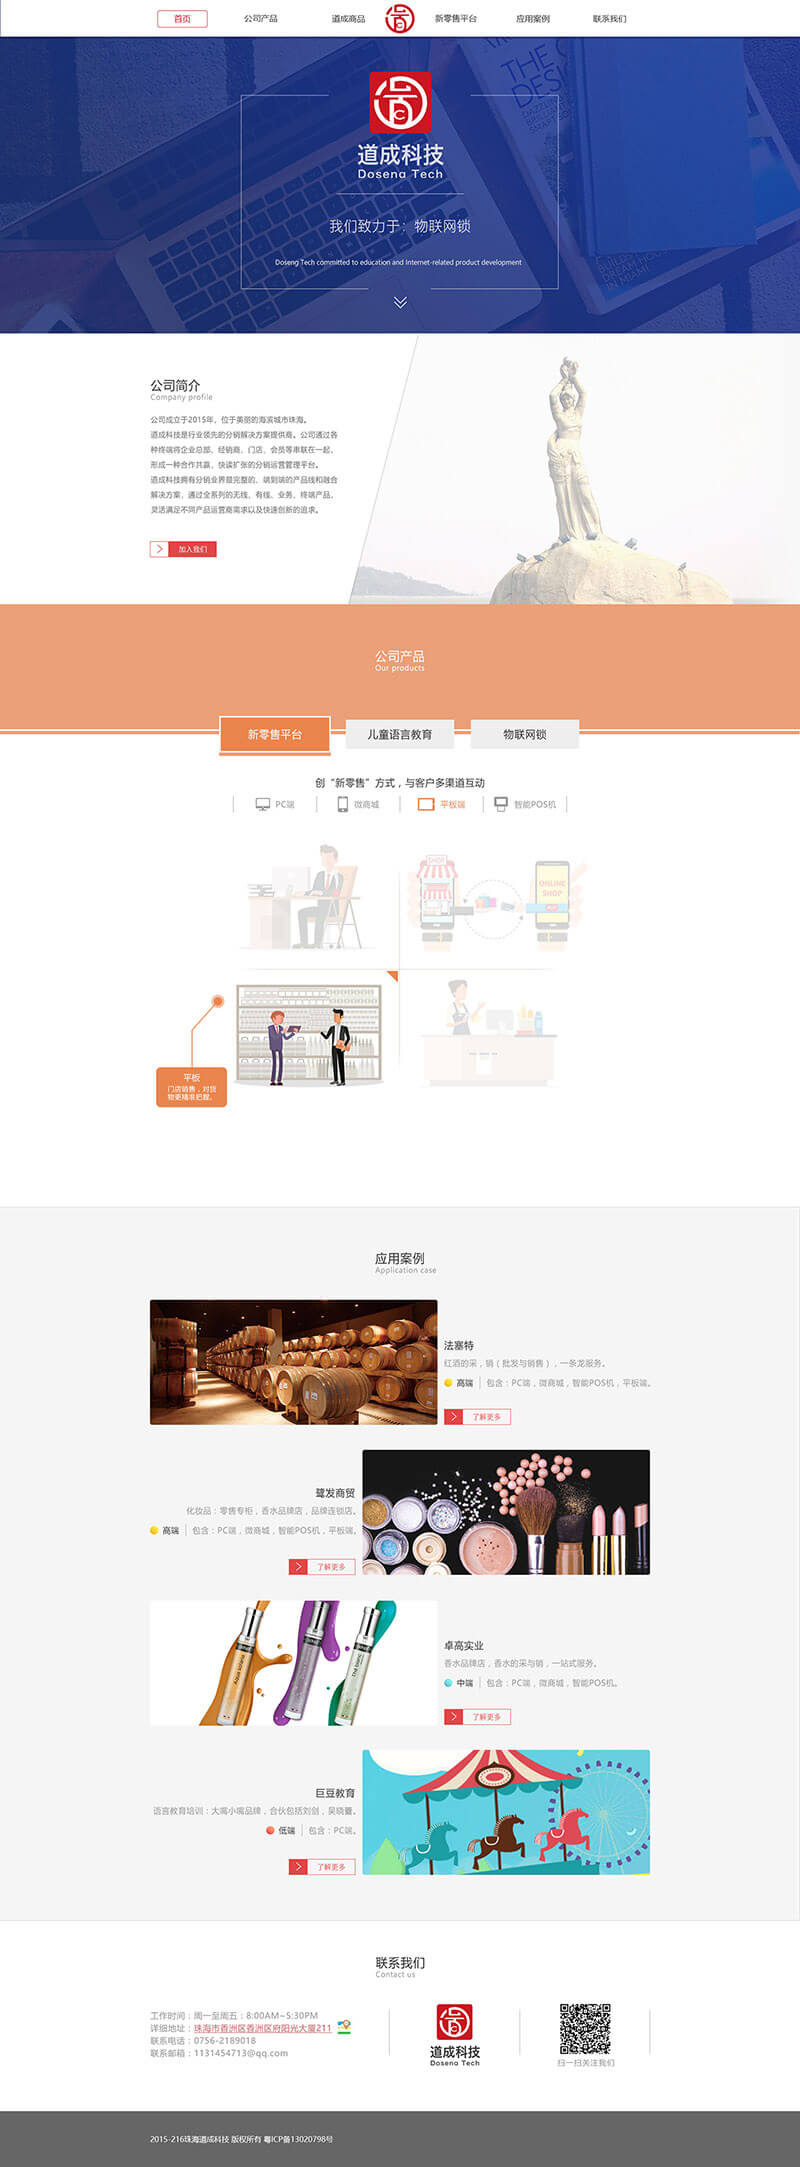 首页
公司产品
道成商品
新零售平台
应用案例
联系我们
THE C
DESIG
道成科技
Doseng Tech
我们致力于：物联网锁
Doseng Tech committed to education and Internet-related product development
BUILDING
DREAM HOUSE
IN MIAMI
公司简介
Company profile
公司成立于2015年，位于美丽的海滨城市珠海。
道成科技是行业领先的分销解决方案提供商。公司通过各
种终端将企业总部、经销商、门店、会员等串联在一起，
形成一种合作共赢、快读扩张的分销运营管理平台。
道成科技拥有分销业界最完整的、端到端的产品线和融合
解决方案，通过全系列的无线、有线、业务、终端产品，
灵活满足不同产品运营商需求以及快速创新的追求。
加入我们
公司产品
Our products
新零售平台
儿童语言教育
物联网锁
创“新零售”方式，与客户多渠道互动
PC端
微商城
平板端
智能POS机
SHOP
ONLINE
SHOP
平板
门店销售，对货
物更精准把握。
应用案例
Application case
法塞特
红酒的采，销（批发与销售），一条龙服务。
高端
包含：PC端，微商城，智能POS机，平板端。
了解更多
鹭发商贸
化妆品：零售专柜，香水品牌店，品牌连锁店。
高端
包含：PC端，微商城，智能POS机，平板端。
了解更多
卓高实业
香水品牌店，香水的采与销，一站式服务。
中端
包含：PC端，微商城，智能POS机。
了解更多
巨豆教育
语言教育培训：大嘴小嘴品牌，合伙包括刘剑，吴晓蕾。
低端
包含：PC端。
了解更多
联系我们
Contact us
工作时间：周一至周五：8:00AM~5:30PM
详细地址：珠海市香洲区香洲区府阳光大厦211
联系电话：0756-2189018
联系邮箱：1131454713@qq.com
道成科技
Doseng Tech
扫一扫关注我们
2015-216珠海道成科技 版权所有 粤ICP备13020798号